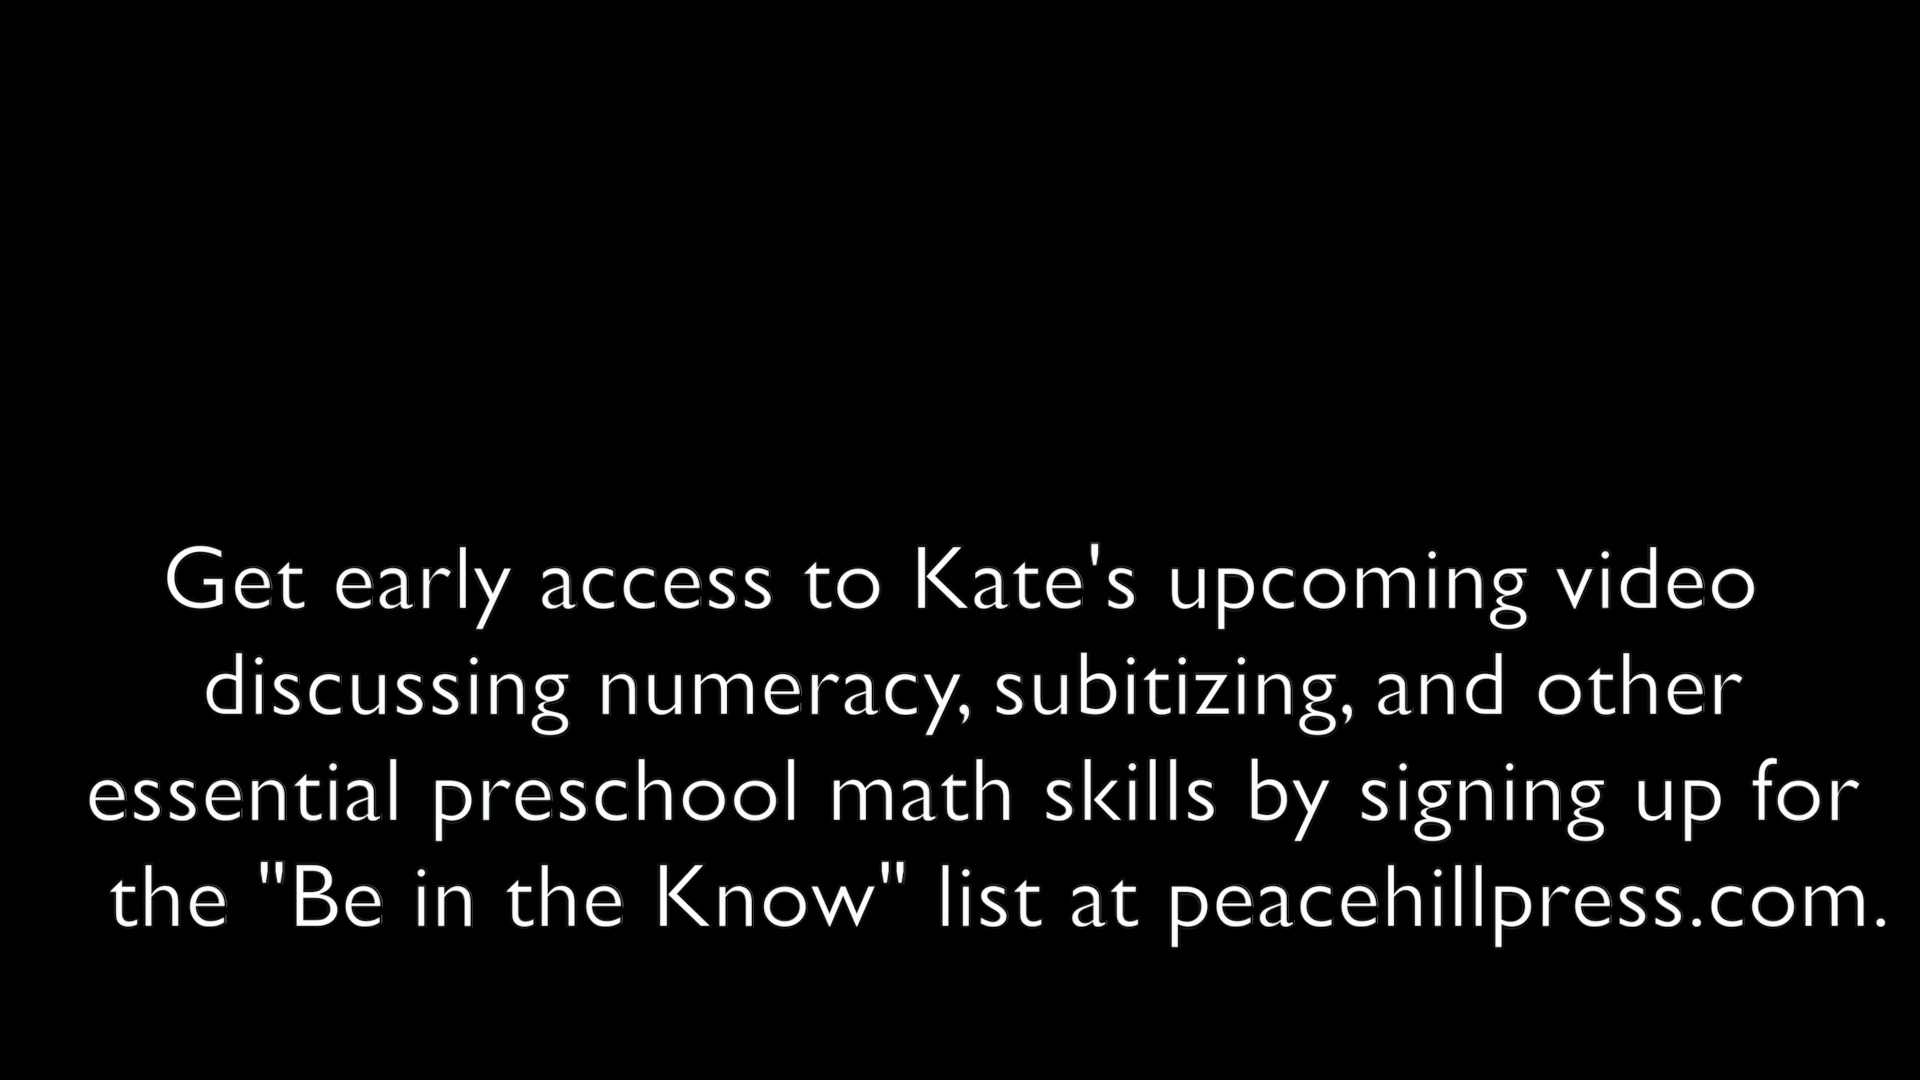 Get early access to Kate's upcoming video
discussing numeracy, subitizing, and other
essential preschool math skills by signing up for
the "Be in the Know" list at peacehillpress.com.